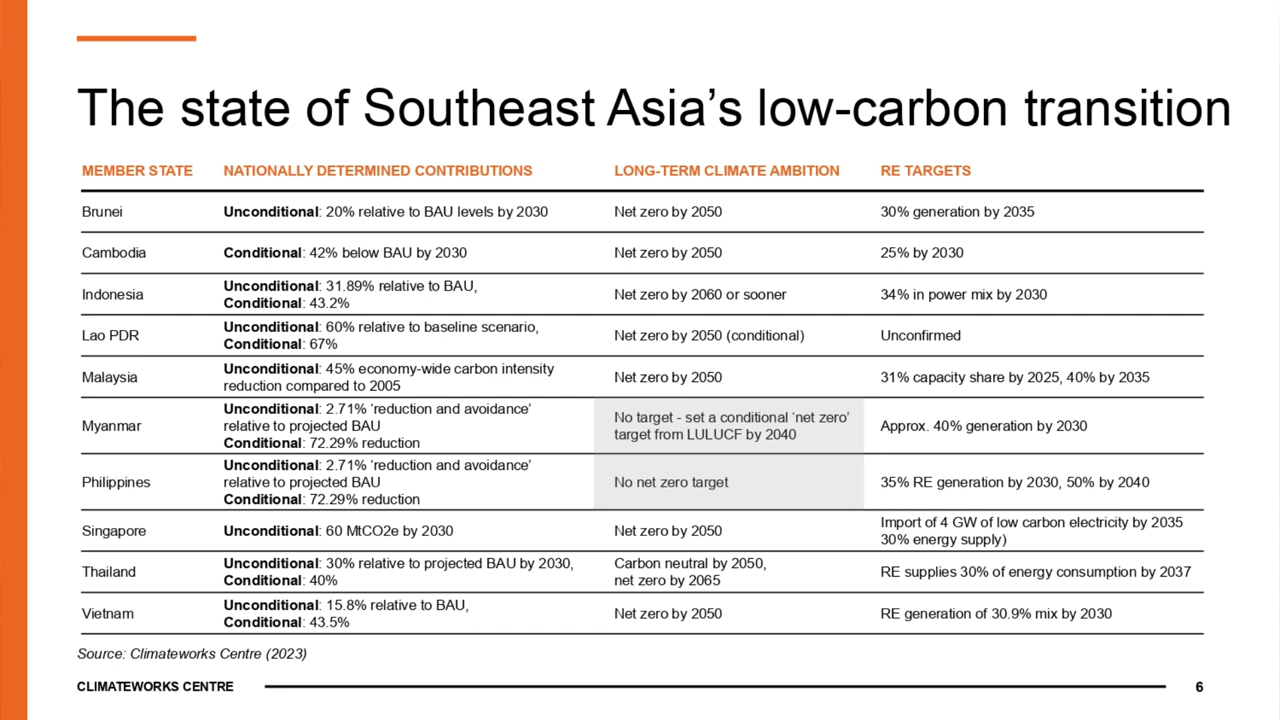 The state of Southeast Asia’s low-carbon transition
MEMBER STATE NATIONALLY DETERMINED CONTRIBUTIONS LONG-TERM CLIMATE AMBITION RE TARGETS
Brunei Unconditional: 20% relative to BAU levels by 2030 Net zero by 2050 30% generation by 2035
Cambodia Conditional: 42% below BAU by 2030 Net zero by 2050 25% by 2030
Indonesia Unconditional: 31.89% relative to BAU,
Conditional: 43.2% Net zero by 2060 or sooner 34% in power mix by 2030
Lao PDR Unconditional: 60% relative to baseline scenario,
Conditional: 67% Net zero by 2050 (conditional) Unconfirmed
Malaysia Unconditional: 45% economy-wide carbon intensity
reduction compared to 2005 Net zero by 2050 31% capacity share by 2025, 40% by 2035
Myanmar Unconditional: 2.71% ‘reduction and avoidance’
relative to projected BAU
Conditional: 72.29% reduction No target - set a conditional ‘net zero’
target from LULUCF by 2040 Approx. 40% generation by 2030
Philippines Unconditional: 2.71% ‘reduction and avoidance’
relative to projected BAU
Conditional: 72.29% reduction No net zero target 35% RE generation by 2030, 50% by 2040
Singapore Unconditional: 60 MtCO2e by 2030 Net zero by 2050 Import of 4 GW of low carbon electricity by 2035
30% energy supply)
Thailand Unconditional: 30% relative to projected BAU by 2030,
Conditional: 40% Carbon neutral by 2050,
net zero by 2065 RE supplies 30% of energy consumption by 2037
Vietnam Unconditional: 15.8% relative to BAU,
Conditional: 43.5% Net zero by 2050 RE generation of 30.9% mix by 2030
Source: Climateworks Centre (2023)
CLIMATEWORKS CENTRE 6